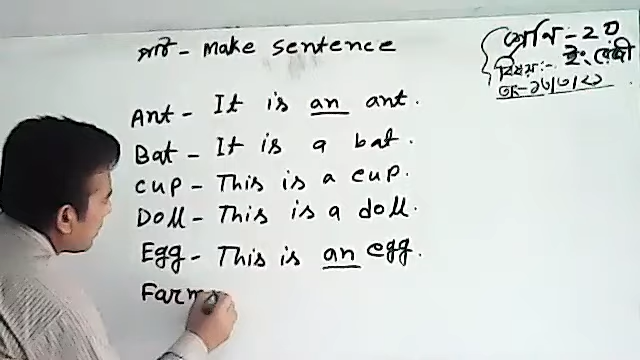 পাঠ - Make Sentence
শ্রেণি:-20
বিষয়:- ইংরেজী
Ant - It is an ant.
Bat - It is a bat.
Cup - This is a cup.
Doll - This is a doll.
Egg - This is an egg.
Farm